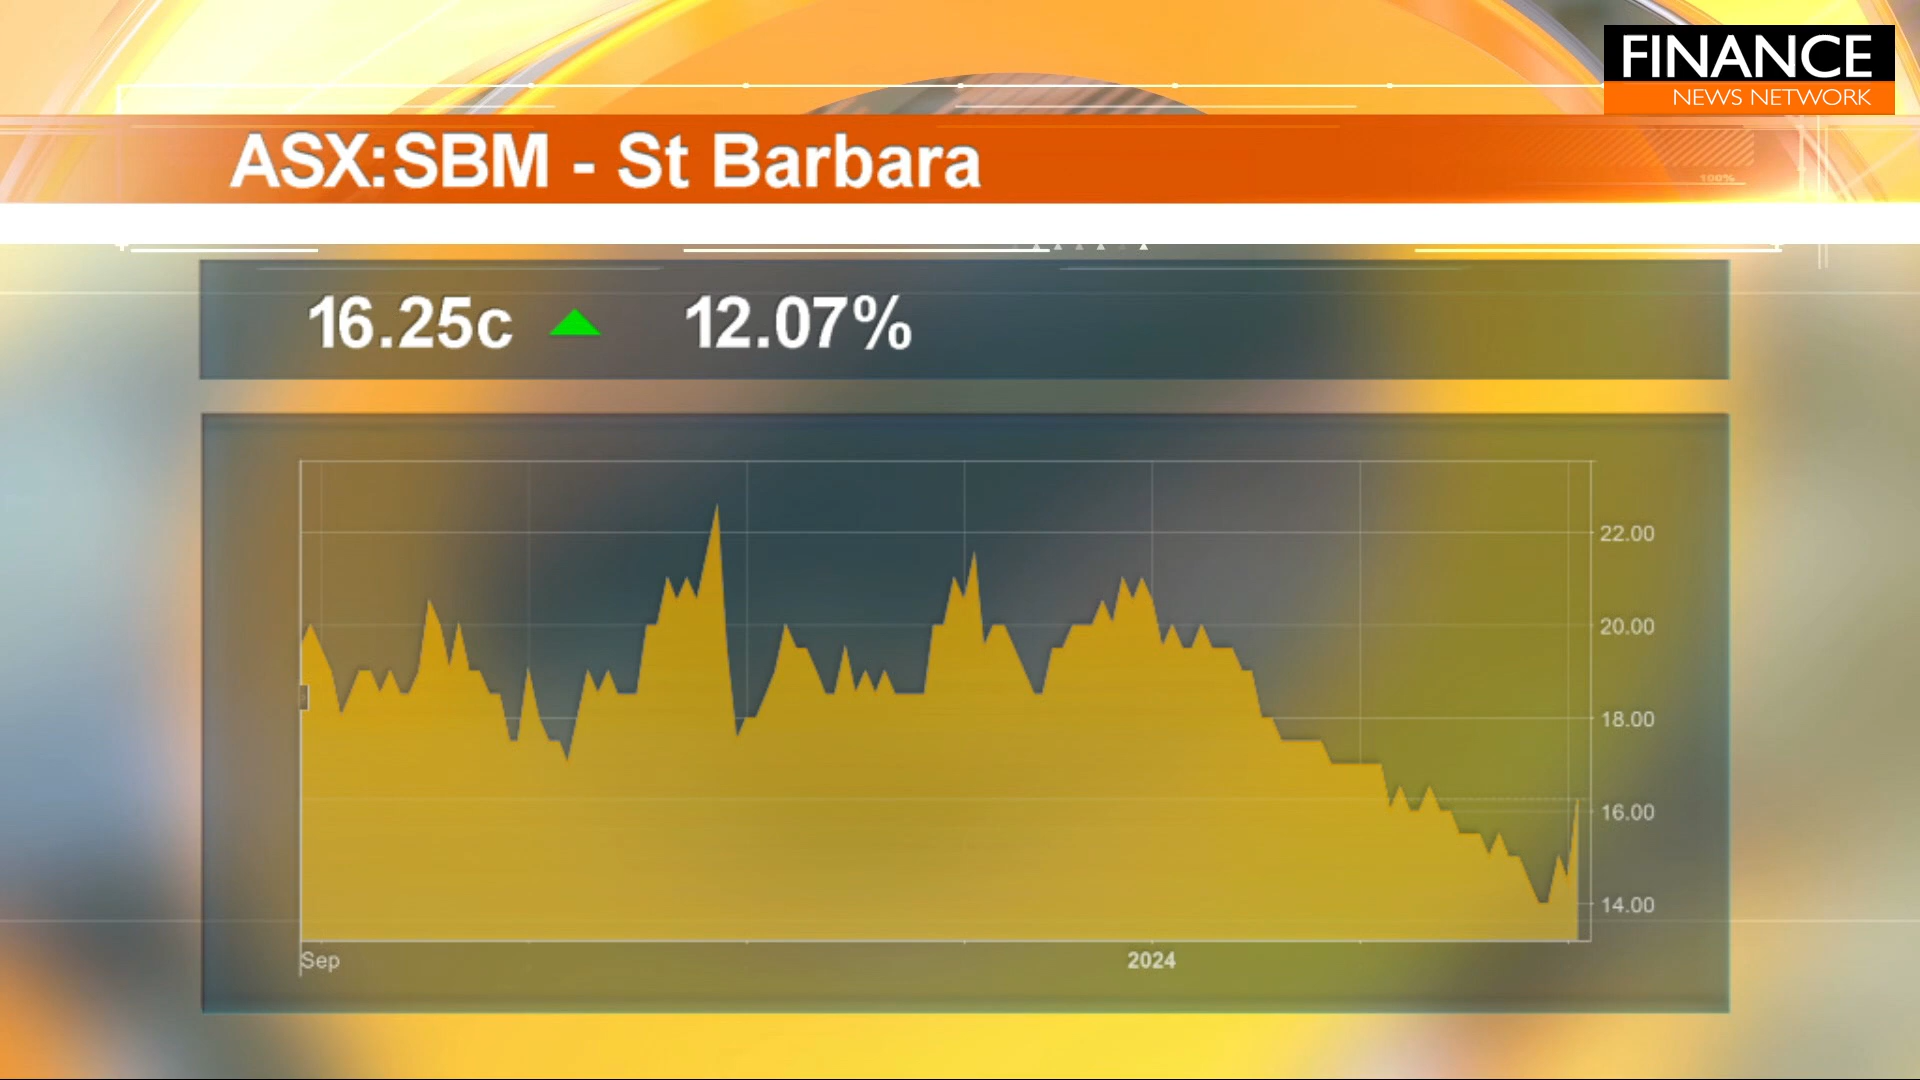 FINANCE
NEWS NETWORK
ASX:SBM - St Barbara
100%
16.25c 12.07%
22.00
20.00
18.00
16.00
14.00
Sep 2024